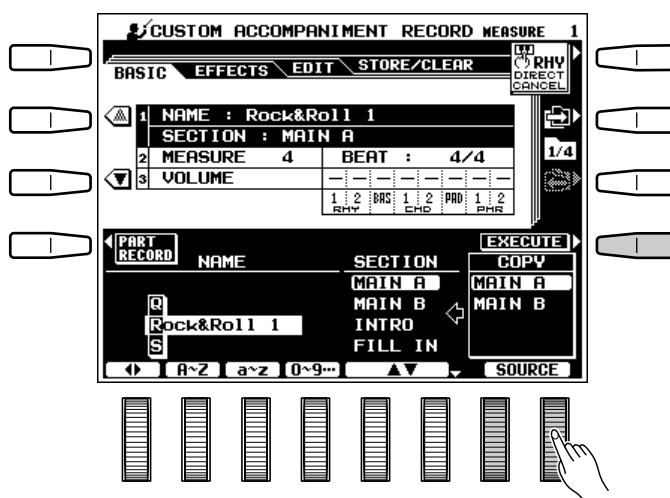 CUSTOM ACCOMPANIMENT RECORD MEASURE 1
BASIC EFFECTS EDIT STORE/CLEAR
RHY
DIRECT
CANCEL
1 NAME : Rock&Roll 1
SECTION : MAIN A
2 MEASURE 4 BEAT : 4/4
1/4
3 VOLUME
1 2 BAS 1 2 PAD 1 2
RHY CHD PHR
PART
RECORD
EXECUTE
NAME SECTION COPY
MAIN A MAIN A
Q MAIN B MAIN B
Rock&Roll 1 INTRO
S FILL IN
A~Z a~z 0~9… ▲▼ SOURCE